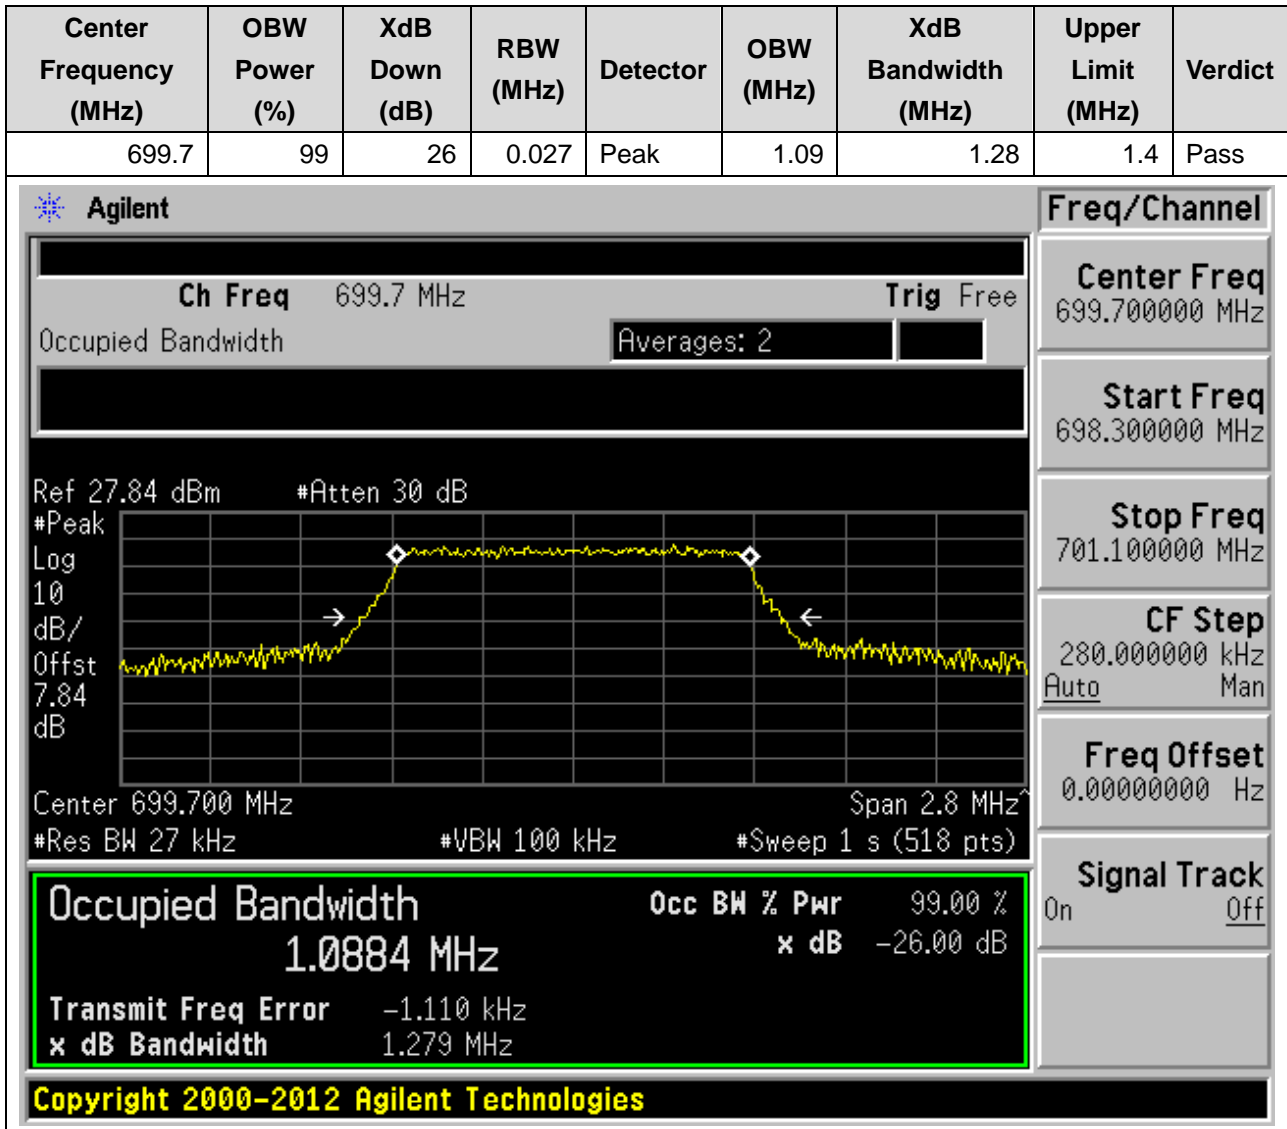 Center Frequency (MHz) OBW Power (%) XdB Down (dB) RBW (MHz) Detector OBW (MHz) XdB Bandwidth (MHz) Upper Limit (MHz) Verdict
699.7 99 26 0.027 Peak 1.09 1.28 1.4 Pass
Agilent
Freq/Channel
Ch Freq 699.7 MHz Trig Free
Occupied Bandwidth Averages: 2
Center Freq
699.700000 MHz
Start Freq
698.300000 MHz
Stop Freq
701.100000 MHz
CF Step
280.000000 kHz
Auto Man
Freq Offset
0.00000000 Hz
Signal Track
On Off
Ref 27.84 dBm #Atten 30 dB
#Peak
Log
10
dB/
Offst
7.84
dB
Center 699.700 MHz Span 2.8 MHz^
#Res BW 27 kHz #VBW 100 kHz #Sweep 1 s (518 pts)
Occupied Bandwidth
1.0884 MHz
Occ BW % Pwr 99.00 %
x dB -26.00 dB
Transmit Freq Error -1.110 kHz
x dB Bandwidth 1.279 MHz
Copyright 2000-2012 Agilent Technologies